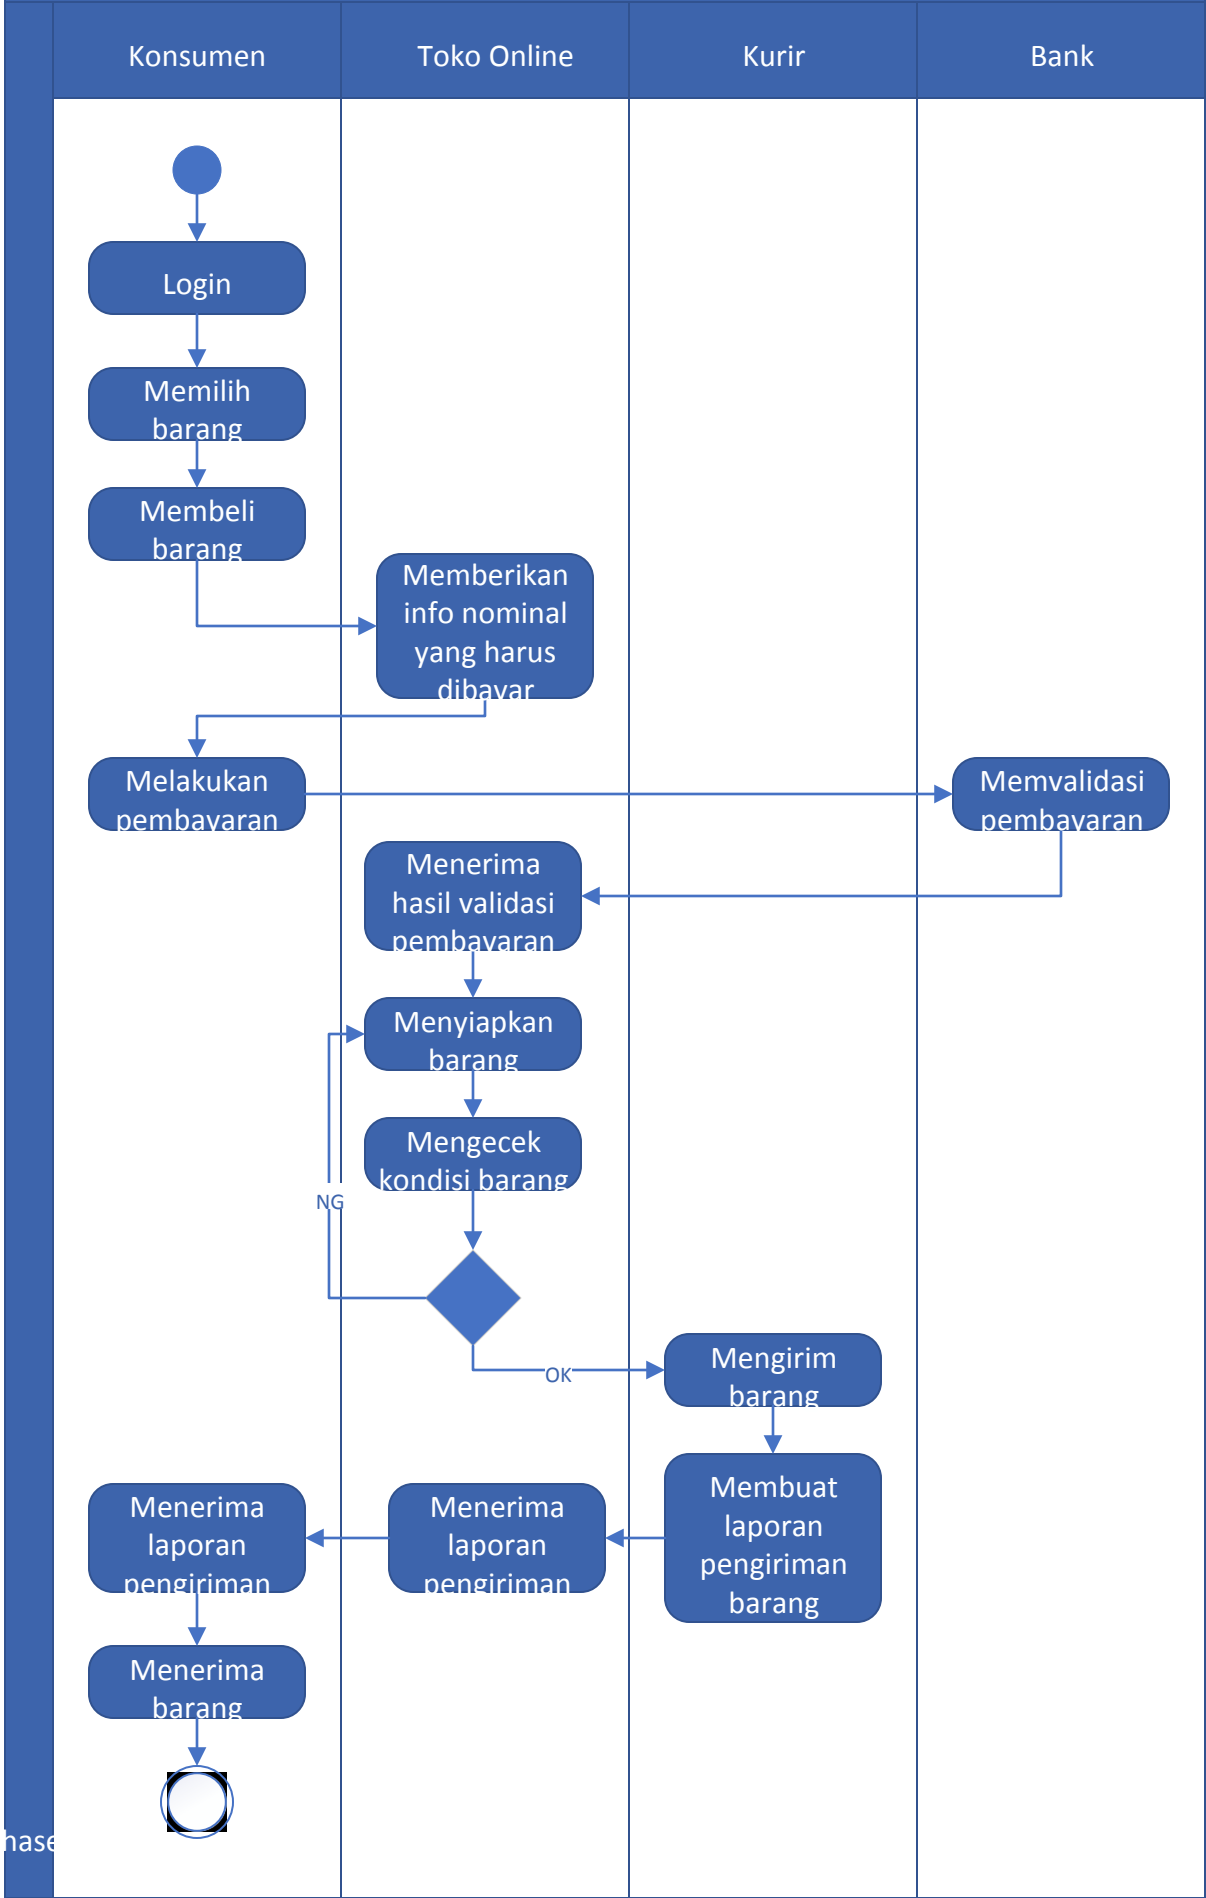 Konsumen
Toko Online
Kurir
Bank
Login
Memilih
barang
Membeli
barang
Memberikan
info nominal
yang harus
dibayar
Melakukan
pembayaran
Memvalidasi
pembayaran
Menerima
hasil validasi
pembayaran
Menyiapkan
barang
Mengecek
kondisi barang
NG
OK
Mengirim
barang
Membuat
laporan
pengiriman
barang
Menerima
laporan
pengiriman
Menerima
laporan
pengiriman
Menerima
barang
hase